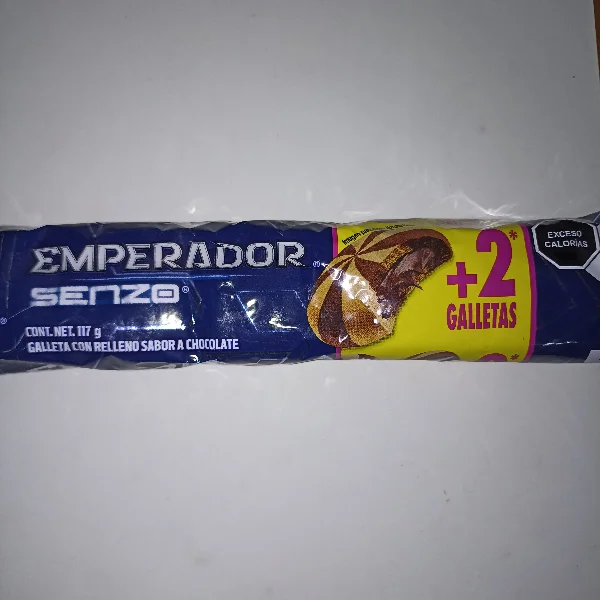 EMPERADOR®
SENZO®
CONT. NET. 117 g
GALLETA CON RELLENO SABOR A CHOCOLATE
+2*
GALLETAS
EXCESO
CALORÍAS